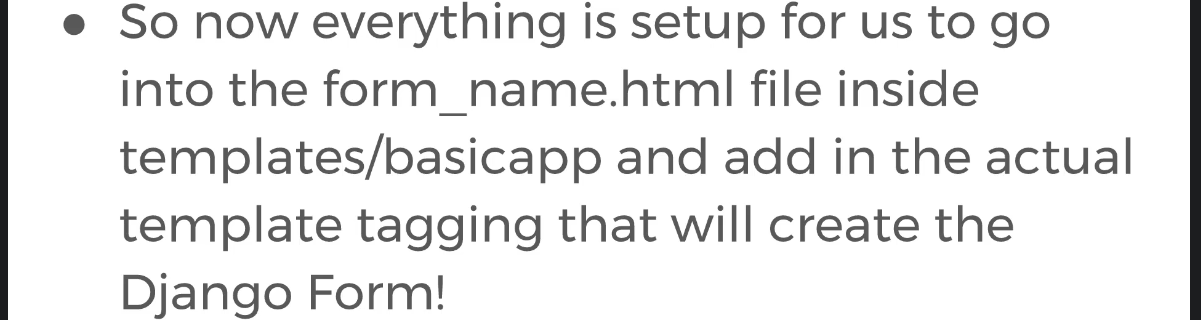 • So now everything is setup for us to go
into the form_name.html file inside
templates/basicapp and add in the actual
template tagging that will create the
Django Form!